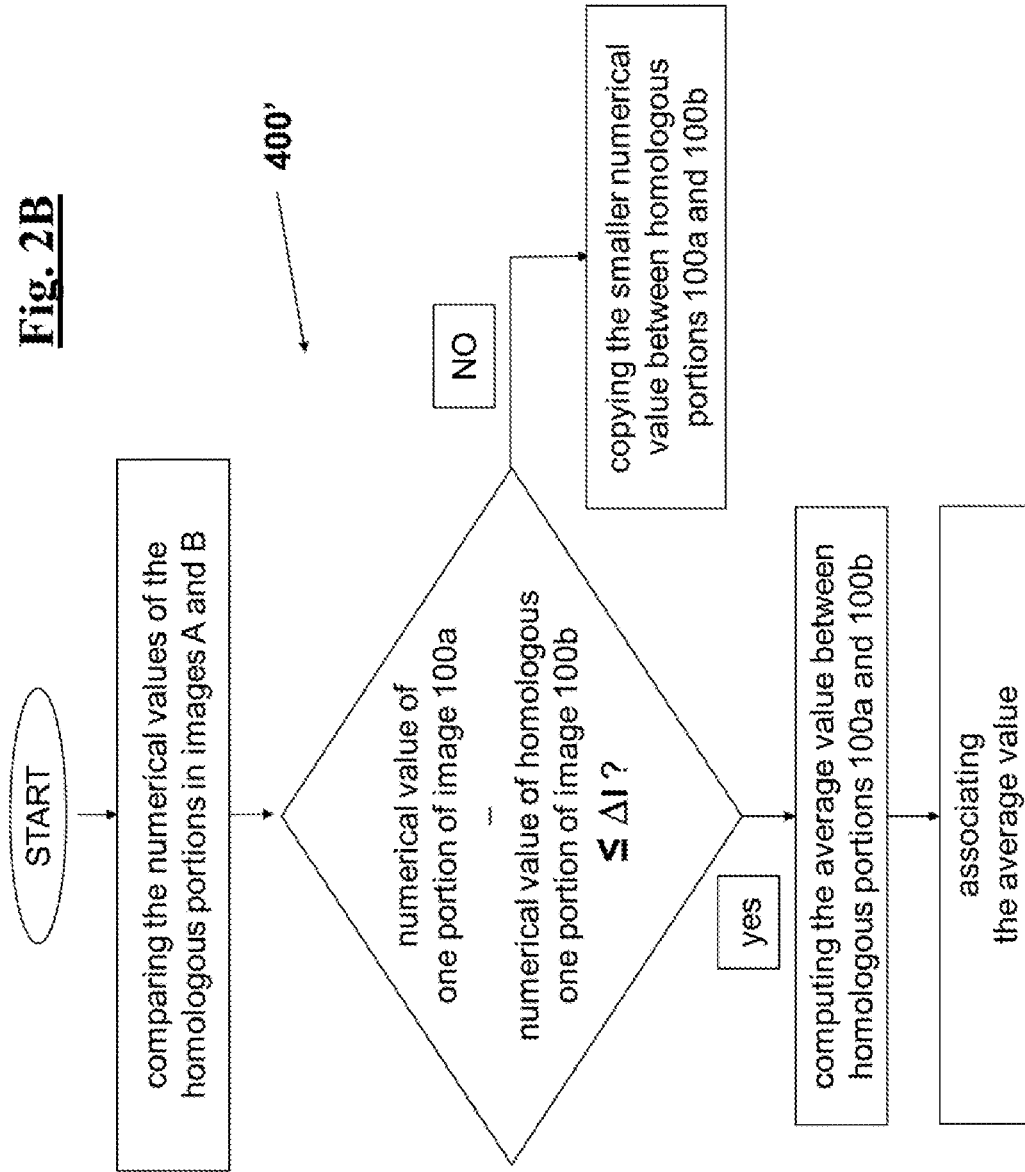 Fig. 2B
400’
START
comparing the numerical values of the
homologous portions in images A and B
numerical value of
one portion of image 100a
–
numerical value of homologous
one portion of image 100b
≤ ΔI ?
NO
copying the smaller numerical
value between homologous
portions 100a and 100b
yes
computing the average value between
homologous portions 100a and 100b
associating
the average value